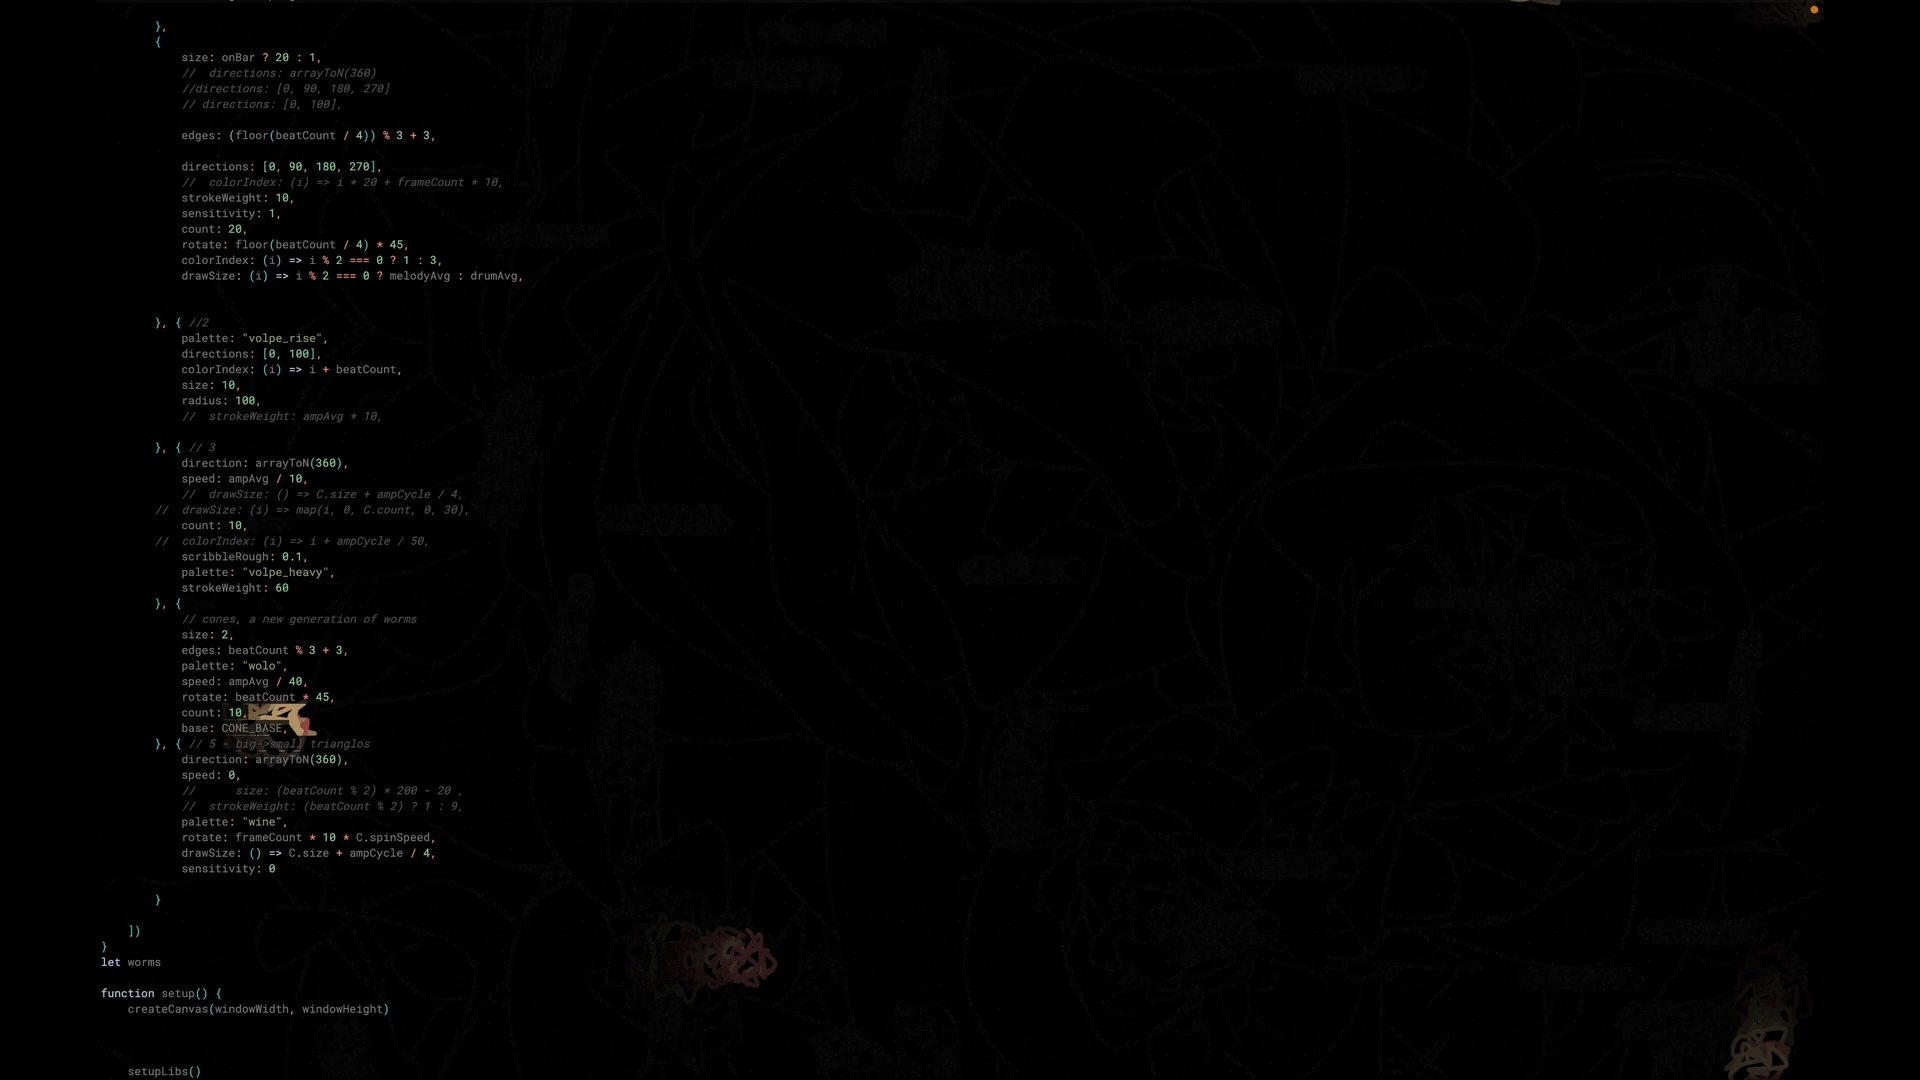 },
{
size: onBar ? 20 : 1,
//  directions: arrayToN(360)
//directions: [0, 90, 180, 270]
// directions: [0, 100],
edges: (floor(beatCount / 4)) % 3 + 3,
directions: [0, 90, 180, 270],
//  colorIndex: (i) => i * 20 + frameCount * 10,
strokeWeight: 10,
sensitivity: 1,
count: 20,
rotate: floor(beatCount / 4) * 45,
colorIndex: (i) => i % 2 === 0 ? 1 : 3,
drawSize: (i) => i % 2 === 0 ? melodyAvg : drumAvg,
}, { //2
palette: "volpe_rise",
directions: [0, 100],
colorIndex: (i) => i + beatCount,
size: 10,
radius: 100,
//  strokeWeight: ampAvg * 10,
}, { // 3
direction: arrayToN(360),
speed: ampAvg / 10,
//  drawSize: () => C.size + ampCycle / 4,
//  drawSize: (i) => map(i, 0, C.count, 0, 30),
count: 10,
//  colorIndex: (i) => i + ampCycle / 50,
scribbleRough: 0.1,
palette: "volpe_heavy",
strokeWeight: 60
}, {
// cones, a new generation of worms
size: 2,
edges: beatCount % 3 + 3,
palette: "wolo",
speed: ampAvg / 40,
rotate: beatCount * 45,
count: 10,
base: CONE_BASE,
}, { // 5 - big->small trianglos
direction: arrayToN(360),
speed: 0,
//      size: (beatCount % 2) * 200 - 20 ,
//  strokeWeight: (beatCount % 2) ? 1 : 9,
palette: "wine",
rotate: frameCount * 10 * C.spinSpeed,
drawSize: () => C.size + ampCycle / 4,
sensitivity: 0
}
])
}
let worms
function setup() {
createCanvas(windowWidth, windowHeight)
setupLibs()